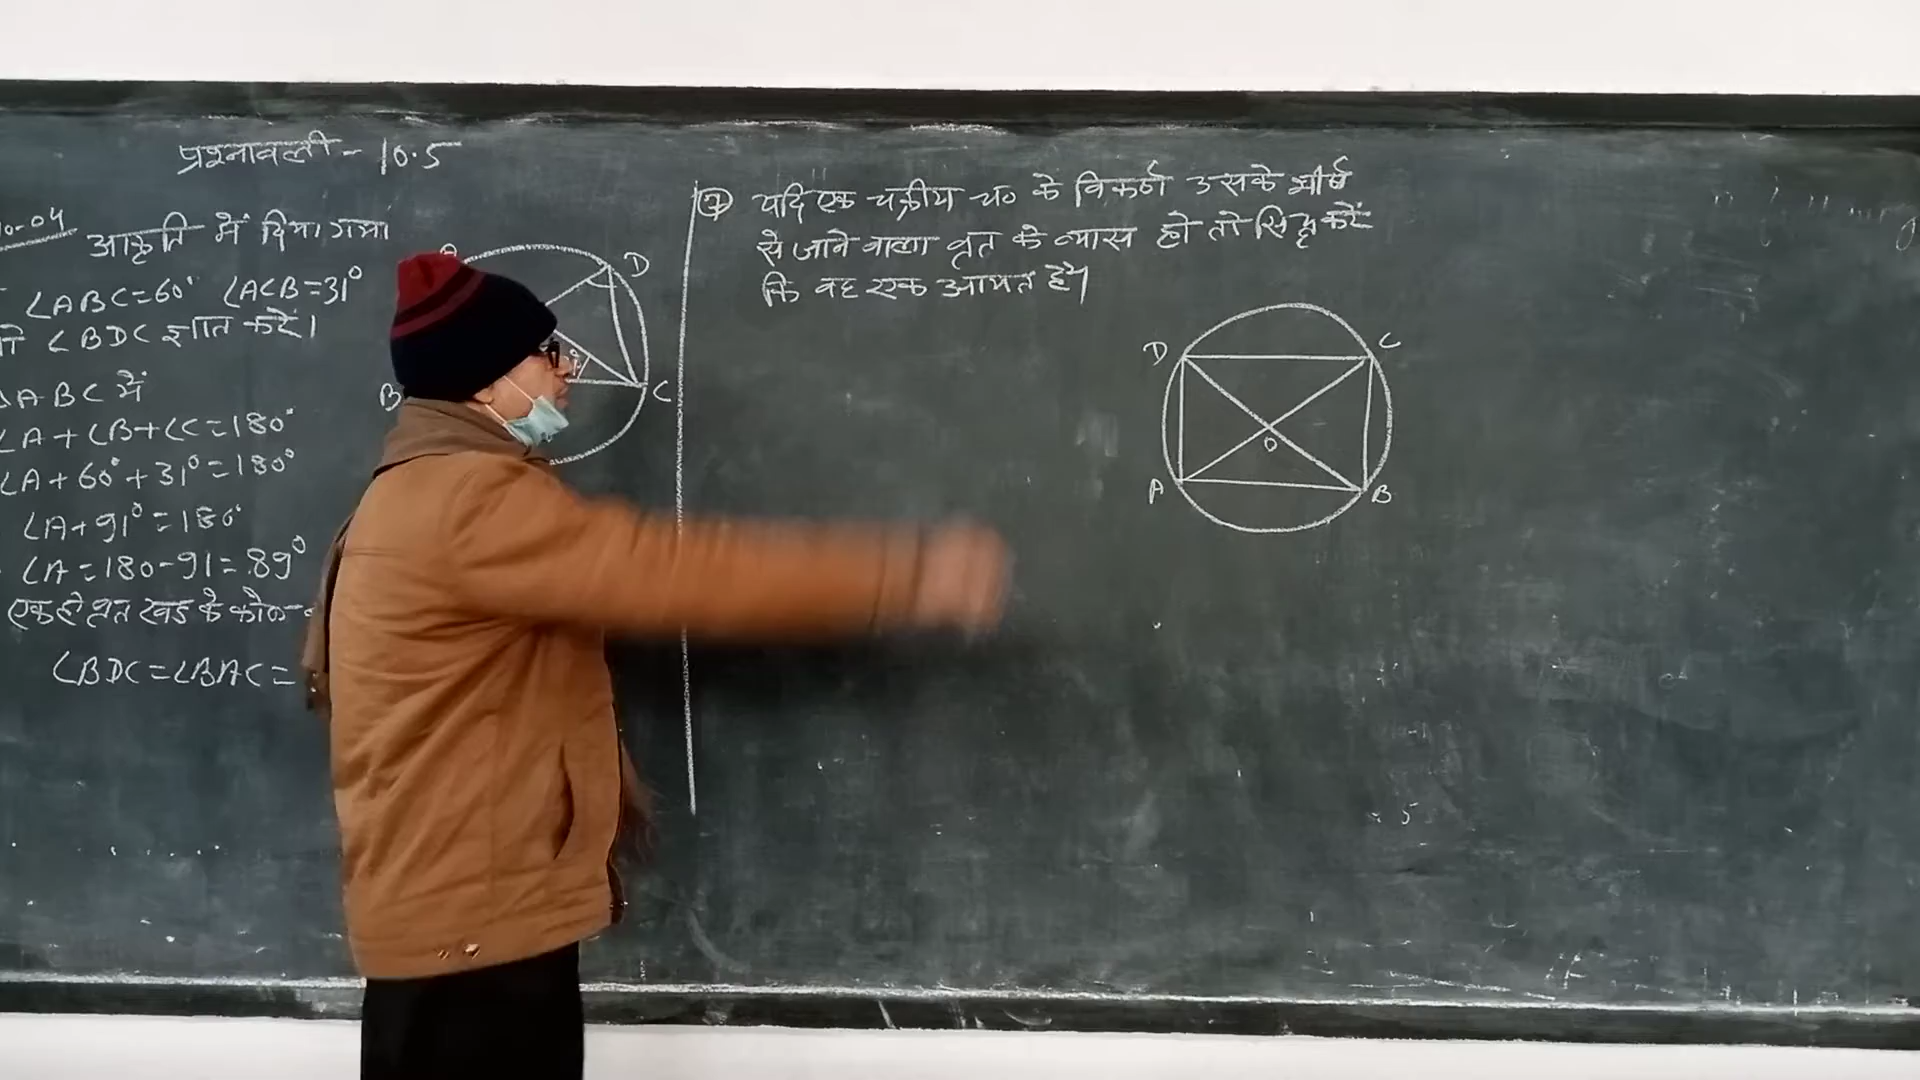 प्रश्नावली - 10.5
आकृति में दिया गया
∠ABC=60° ∠ACB=31°
∠BDC ज्ञात करें।
ABC में
∠A+∠B+∠C=180°
∠A+60°+31°=180°
∠A+91°=180°
∠A=180-91=89°
एक ही वृत खंड के कोण
∠BDC=∠BAC=
D
B
C
यदि एक चक्रीय च० के विकर्ण उसके शीर्ष
से जाने वाला वृत के व्यास हो तो सिद्ध करें
कि वह एक आयत है।
D
C
O
A
B